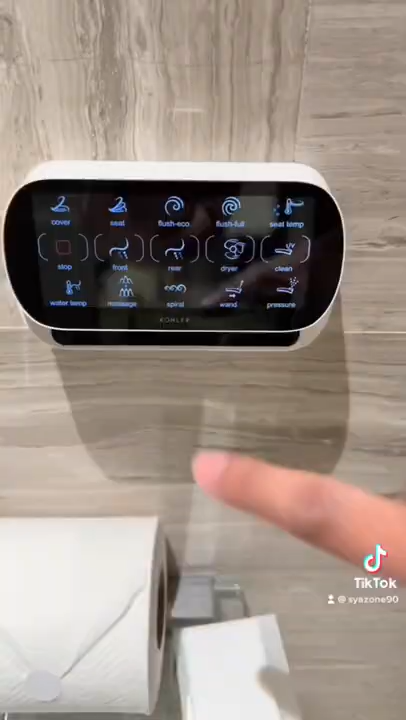 cover seat flush-eco flush-full seat temp
stop front rear dryer clean
water temp massage spiral wand pressure
KOHLER
TikTok
@syazone90